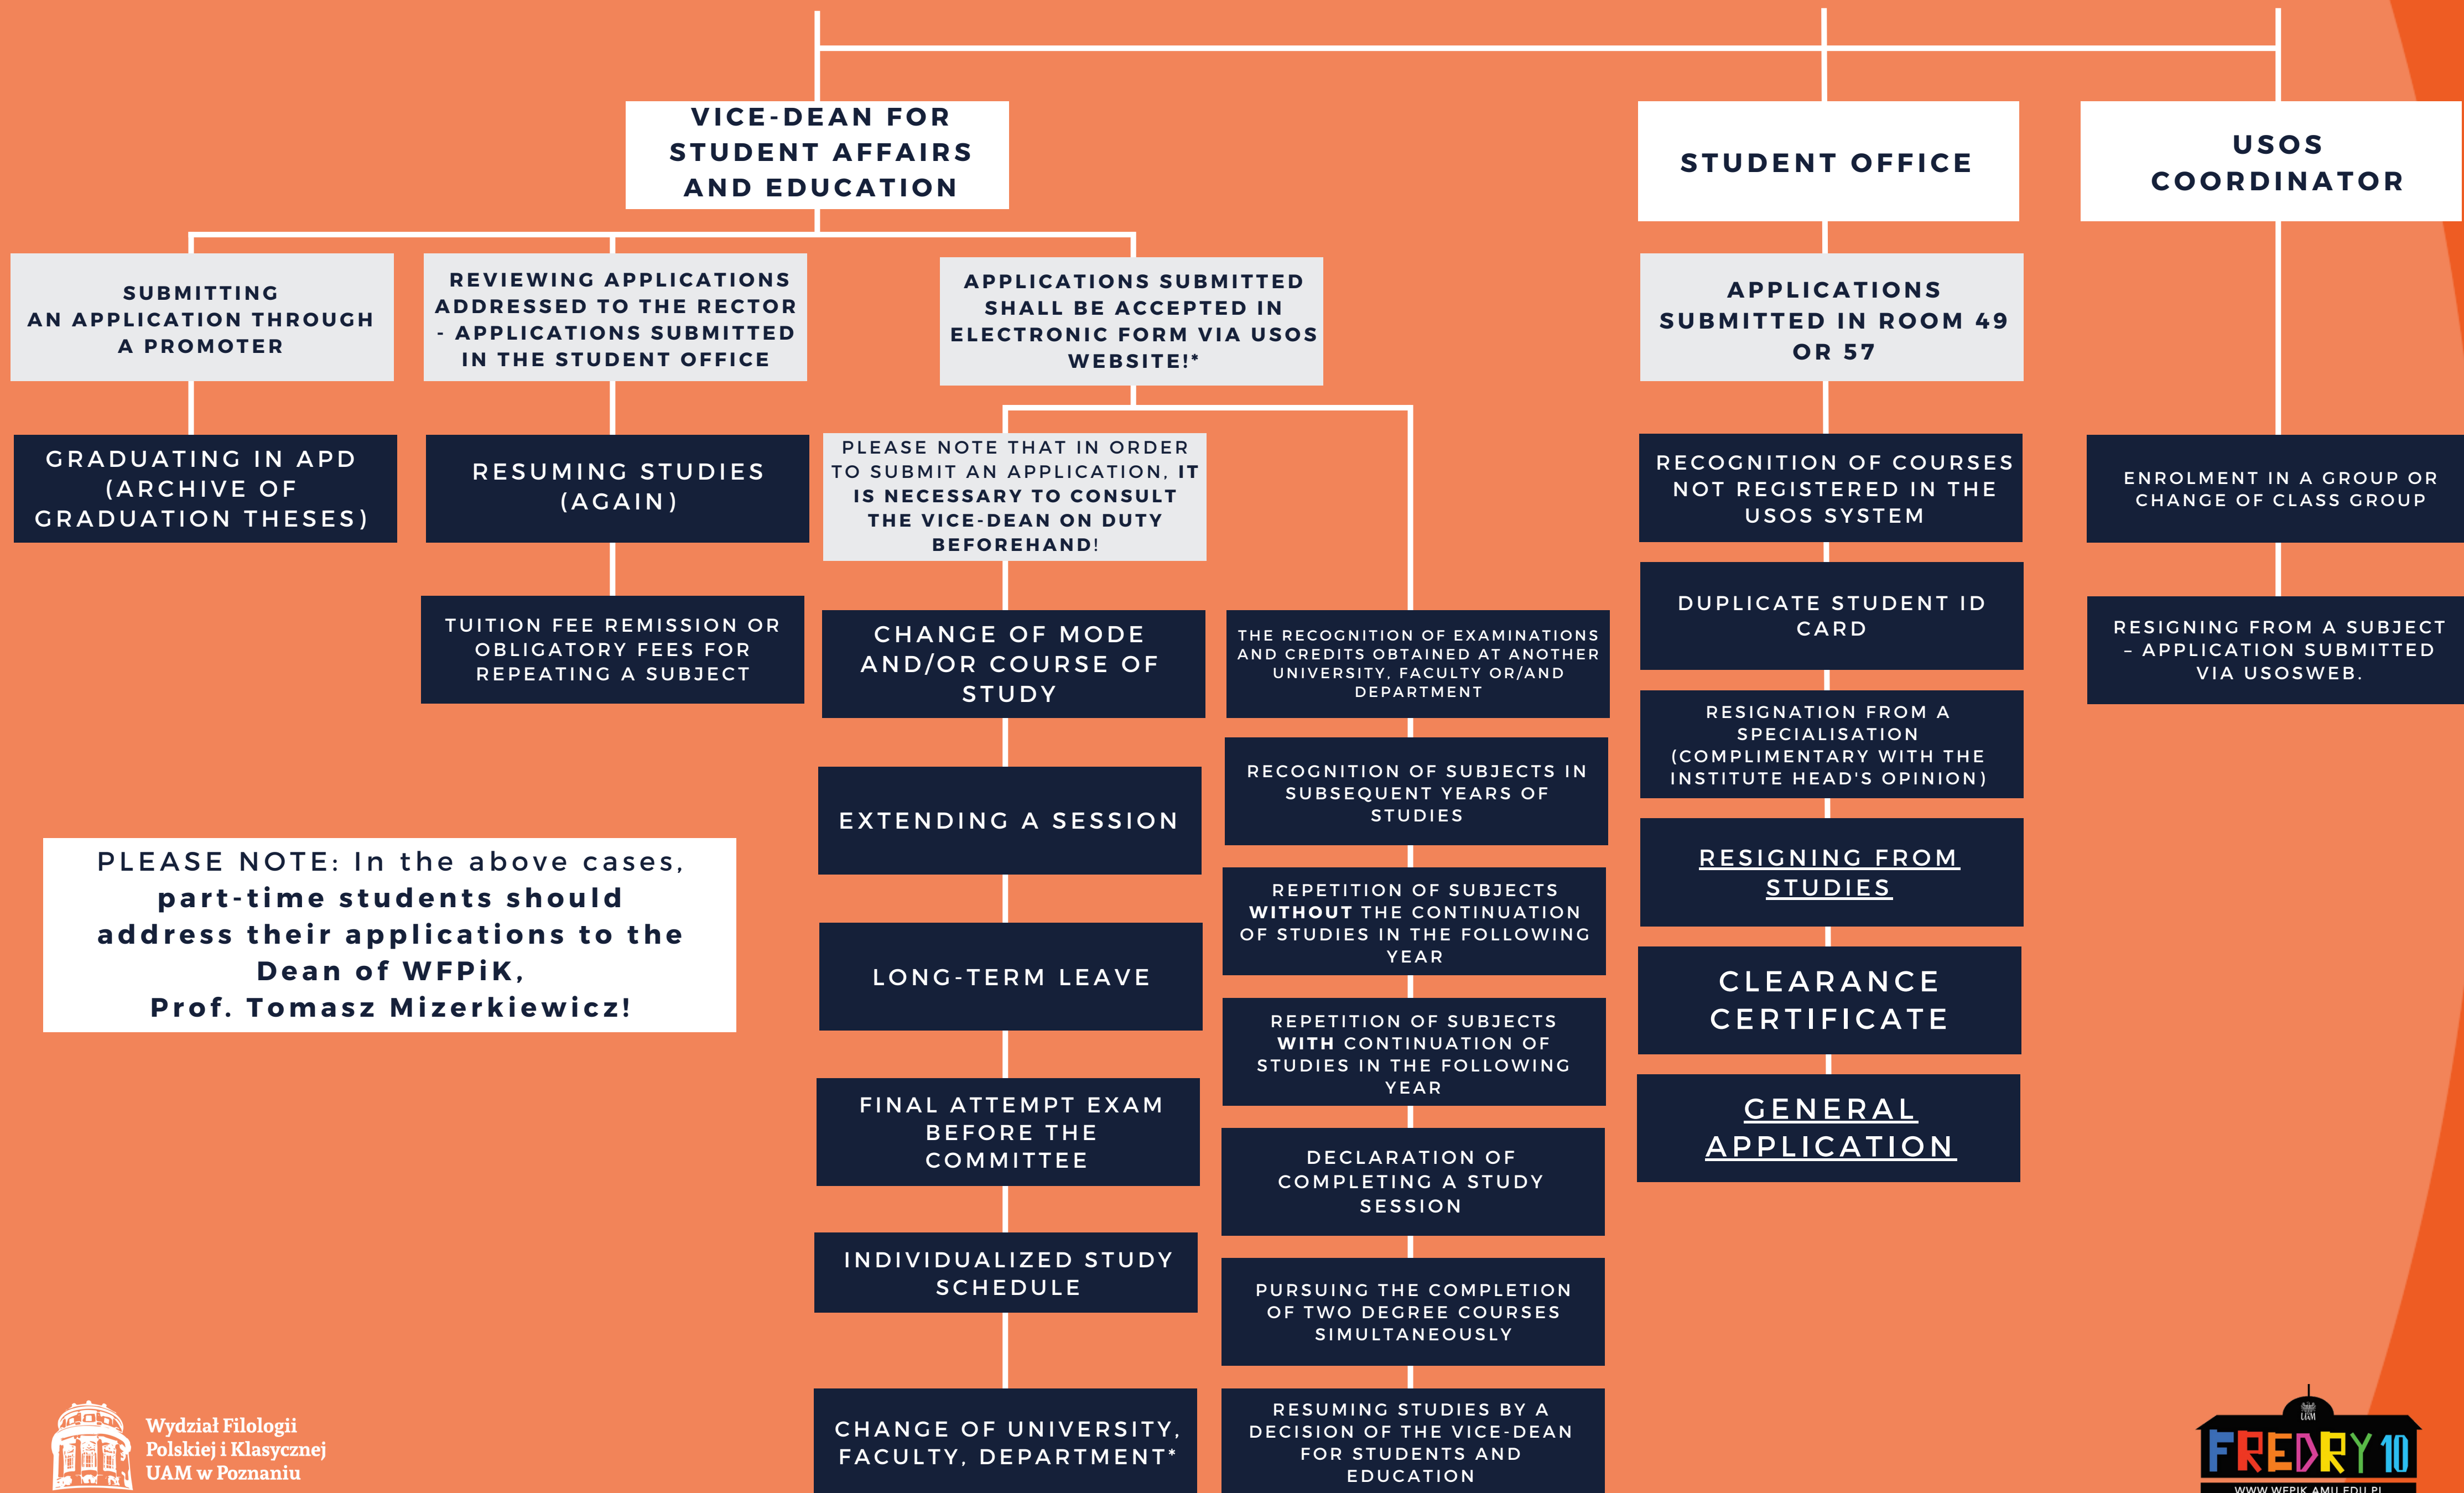 VICE-DEAN FOR
STUDENT AFFAIRS
AND EDUCATION
STUDENT OFFICE
USOS
COORDINATOR
SUBMITTING
AN APPLICATION THROUGH
A PROMOTER
REVIEWING APPLICATIONS
ADDRESSED TO THE RECTOR
- APPLICATIONS SUBMITTED
IN THE STUDENT OFFICE
APPLICATIONS SUBMITTED
SHALL BE ACCEPTED IN
ELECTRONIC FORM VIA USOS
WEBSITE!*
APPLICATIONS
SUBMITTED IN ROOM 49
OR 57
GRADUATING IN APD
(ARCHIVE OF
GRADUATION THESES)
RESUMING STUDIES
(AGAIN)
TUITION FEE REMISSION OR
OBLIGATORY FEES FOR
REPEATING A SUBJECT
PLEASE NOTE THAT IN ORDER
TO SUBMIT AN APPLICATION, IT
IS NECESSARY TO CONSULT
THE VICE-DEAN ON DUTY
BEFOREHAND!
CHANGE OF MODE
AND/OR COURSE OF
STUDY
EXTENDING A SESSION
LONG-TERM LEAVE
FINAL ATTEMPT EXAM
BEFORE THE
COMMITTEE
INDIVIDUALIZED STUDY
SCHEDULE
CHANGE OF UNIVERSITY,
FACULTY, DEPARTMENT*
THE RECOGNITION OF EXAMINATIONS
AND CREDITS OBTAINED AT ANOTHER
UNIVERSITY, FACULTY OR/AND
DEPARTMENT
RECOGNITION OF SUBJECTS IN
SUBSEQUENT YEARS OF
STUDIES
REPETITION OF SUBJECTS
WITHOUT THE CONTINUATION
OF STUDIES IN THE FOLLOWING
YEAR
REPETITION OF SUBJECTS
WITH CONTINUATION OF
STUDIES IN THE FOLLOWING
YEAR
DECLARATION OF
COMPLETING A STUDY
SESSION
PURSUING THE COMPLETION
OF TWO DEGREE COURSES
SIMULTANEOUSLY
RESUMING STUDIES BY A
DECISION OF THE VICE-DEAN
FOR STUDENTS AND
EDUCATION
RECOGNITION OF COURSES
NOT REGISTERED IN THE
USOS SYSTEM
DUPLICATE STUDENT ID
CARD
RESIGNATION FROM A
SPECIALISATION
(COMPLIMENTARY WITH THE
INSTITUTE HEAD'S OPINION)
RESIGNING FROM
STUDIES
CLEARANCE
CERTIFICATE
GENERAL
APPLICATION
ENROLMENT IN A GROUP OR
CHANGE OF CLASS GROUP
RESIGNING FROM A SUBJECT
– APPLICATION SUBMITTED
VIA USOSWEB.
PLEASE NOTE: In the above cases,
part-time students should
address their applications to the
Dean of WFPiK,
Prof. Tomasz Mizerkiewicz!
Wydział Filologii
Polskiej i Klasycznej
UAM w Poznaniu
UAM
FREDRY 10
WWW.WFPIK.AMU.EDU.PL